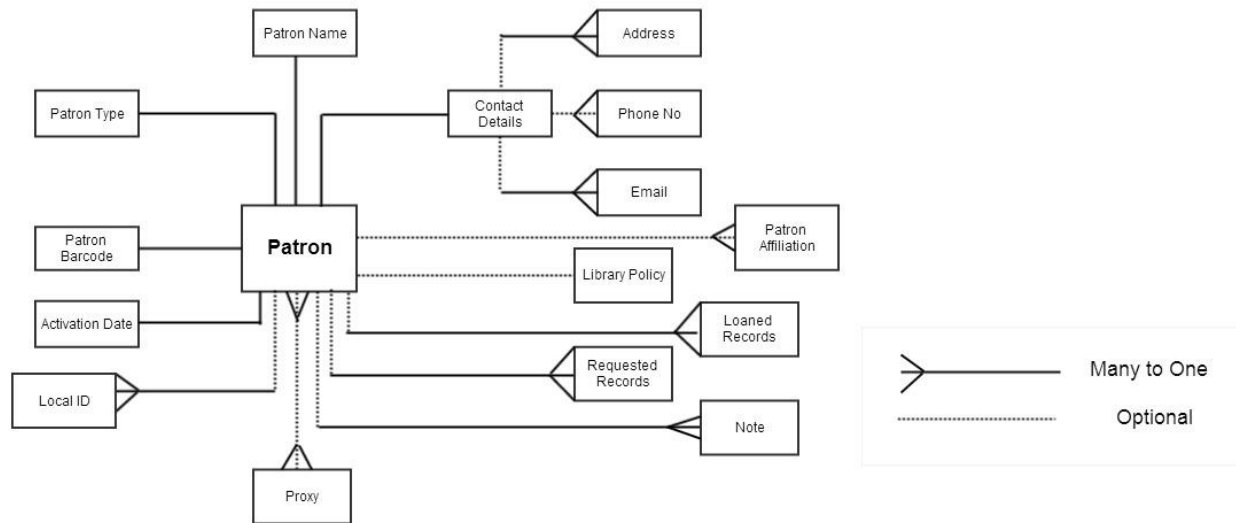 Patron Name
Address
Patron Type
Contact
Details
Phone No
Email
Patron
Patron
Barcode
Patron
Affiliation
Library Policy
Activation Date
Loaned
Records
Requested
Records
Many to One
Local ID
Optional
Note
Proxy